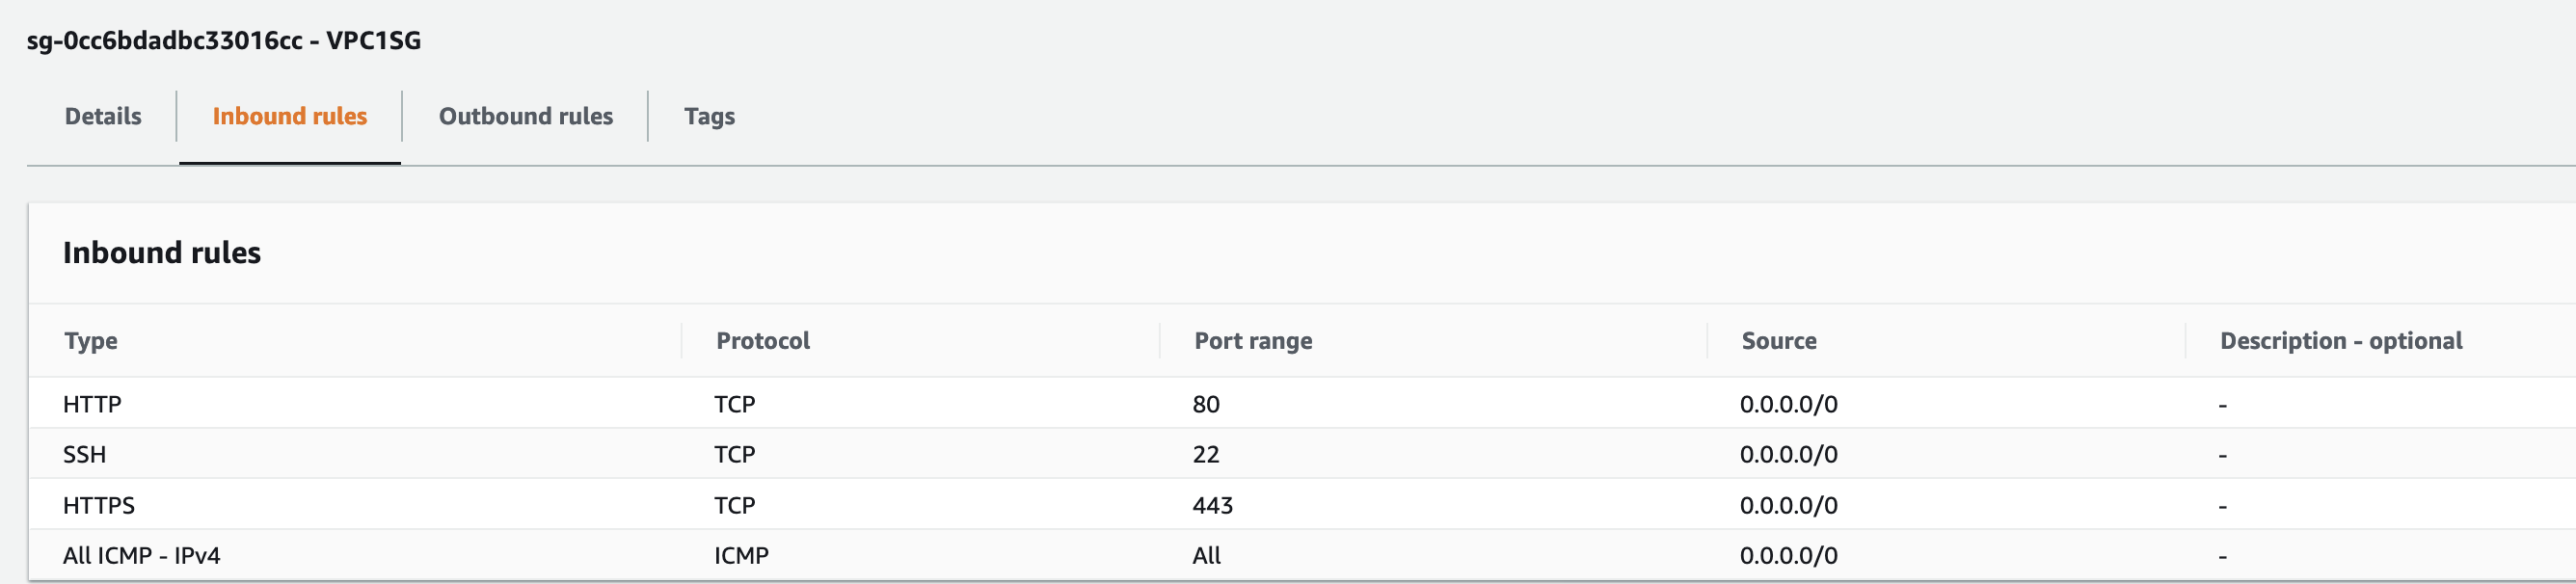 sg-0cc6bdadbc33016cc - VPC1SG
Details Inbound rules Outbound rules Tags
Inbound rules
Type Protocol Port range Source Description - optional
HTTP TCP 80 0.0.0.0/0 -
SSH TCP 22 0.0.0.0/0 -
HTTPS TCP 443 0.0.0.0/0 -
All ICMP - IPv4 ICMP All 0.0.0.0/0 -